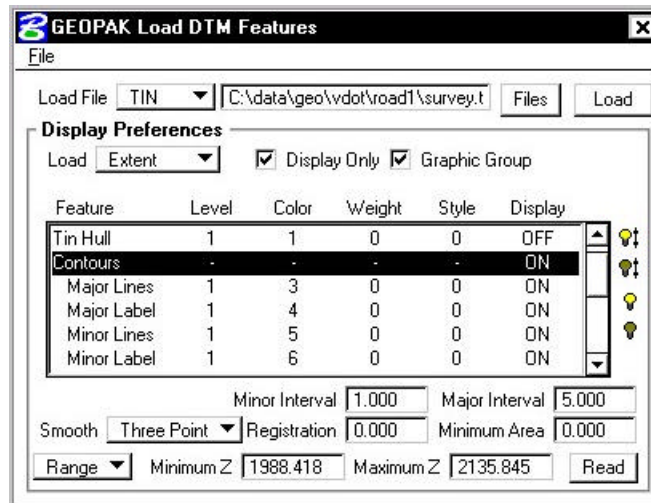 GEOPAK Load DTM Features
File
Load File TIN C:\data\geo\vdot\road1\survey.t Files Load
Display Preferences
Load Extent Display Only Graphic Group
Feature Level Color Weight Style Display
Tin Hull 1 1 0 0 OFF
Contours - - - - ON
Major Lines 1 3 0 0 ON
Major Label 1 4 0 0 ON
Minor Lines 1 5 0 0 ON
Minor Label 1 6 0 0 ON
Minor Interval 1.000 Major Interval 5.000
Smooth Three Point Registration 0.000 Minimum Area 0.000
Range Minimum Z 1988.418 Maximum Z 2135.845 Read